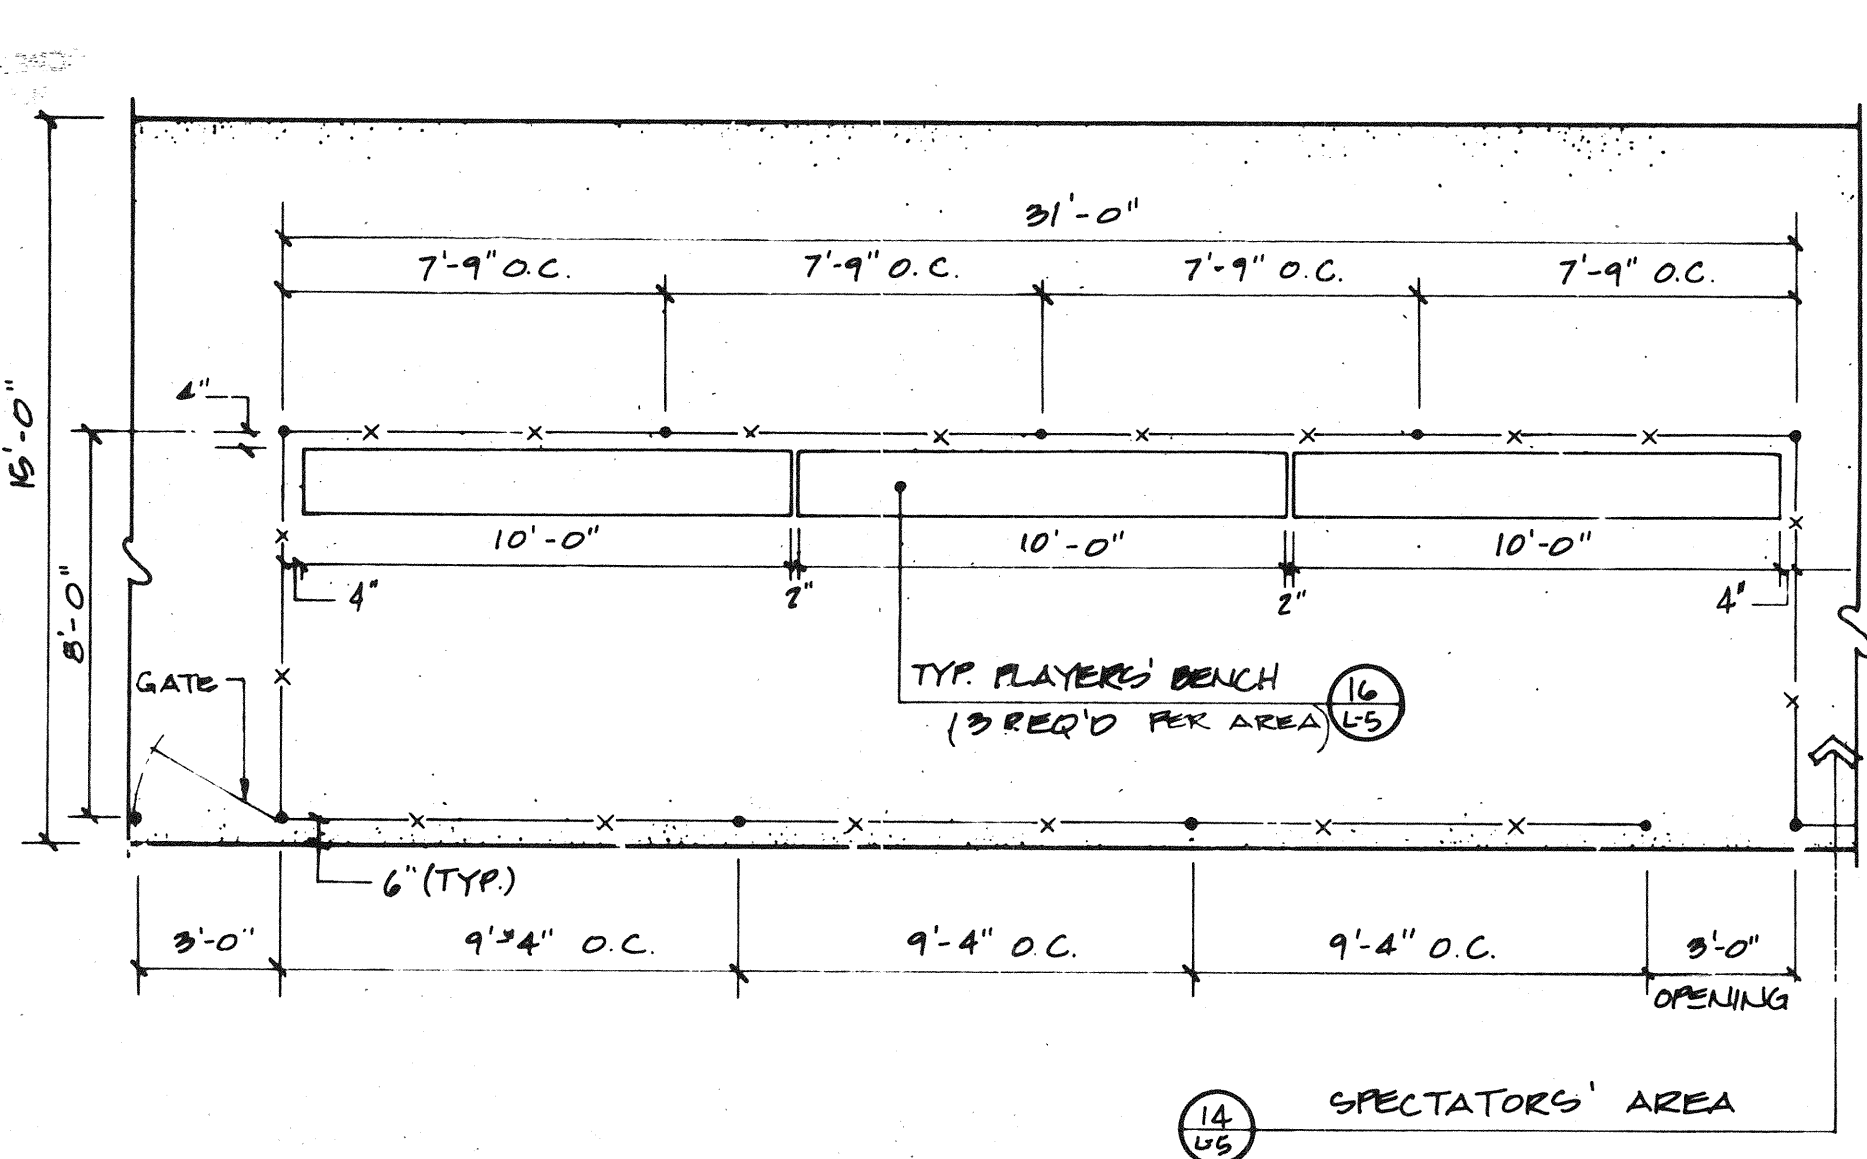 31'-0"
7'-9" O.C.
7'-9" O.C.
7'-9" O.C.
7'-9" O.C.
4"
15'-0"
8'-0"
10'-0"
10'-0"
10'-0"
4"
2"
2"
4"
GATE
TYP. PLAYERS' BENCH
(3 REQ'D PER AREA)
16
L-5
6" (TYP.)
3'-0"
9'-4" O.C.
9'-4" O.C.
9'-4" O.C.
3'-0"
OPENING
14
L-5
SPECTATORS' AREA